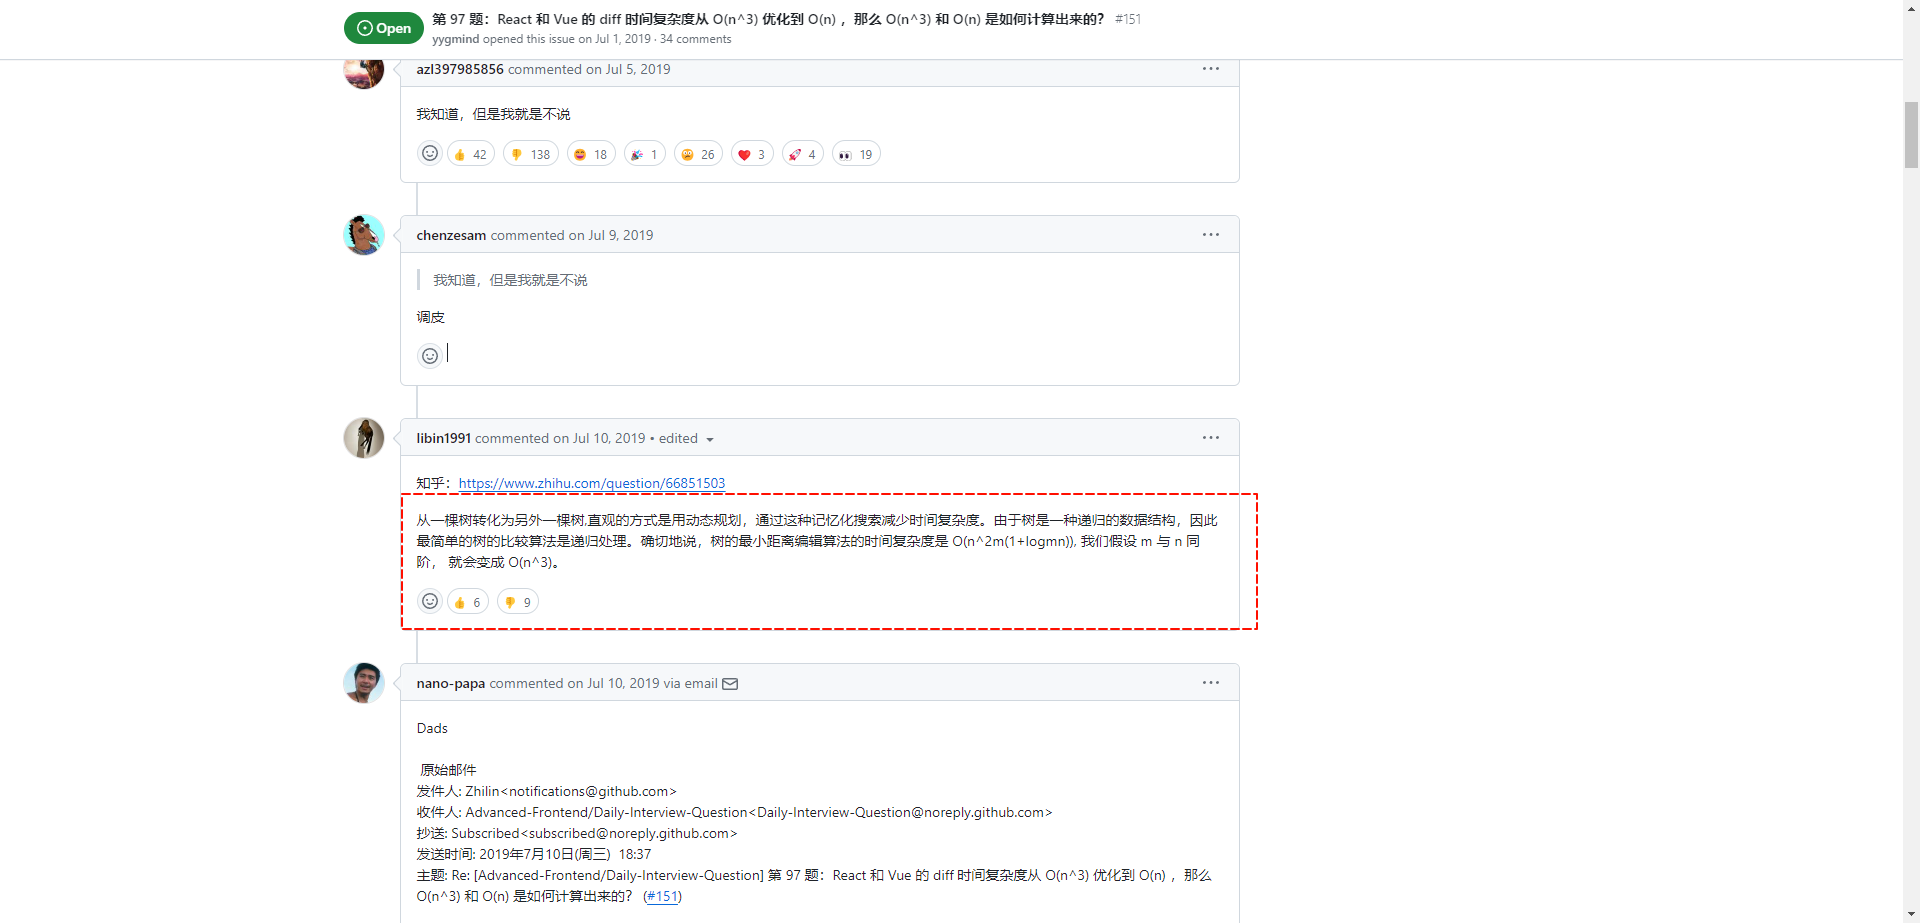 Open
第 97 题：React 和 Vue 的 diff 时间复杂度从 O(n^3) 优化到 O(n) ，那么 O(n^3) 和 O(n) 是如何计算出来的？ #151
yygmind opened this issue on Jul 1, 2019 · 34 comments
azl397985856 commented on Jul 5, 2019
我知道，但是我就是不说
42 138 18 1 26 3 4 19
chenzesam commented on Jul 9, 2019
我知道，但是我就是不说
调皮
libin1991 commented on Jul 10, 2019 • edited
知乎：https://www.zhihu.com/question/66851503
从一棵树转化为另外一棵树,直观的方式是用动态规划，通过这种记忆化搜索减少时间复杂度。由于树是一种递归的数据结构，因此
最简单的树的比较算法是递归处理。确切地说，树的最小距离编辑算法的时间复杂度是 O(n^2m(1+logmn)), 我们假设 m 与 n 同
阶， 就会变成 O(n^3)。
6 9
nano-papa commented on Jul 10, 2019 via email
Dads
原始邮件
发件人: Zhilin<notifications@github.com>
收件人: Advanced-Frontend/Daily-Interview-Question<Daily-Interview-Question@noreply.github.com>
抄送: Subscribed<subscribed@noreply.github.com>
发送时间: 2019年7月10日(周三) 18:37
主题: Re: [Advanced-Frontend/Daily-Interview-Question] 第 97 题：React 和 Vue 的 diff 时间复杂度从 O(n^3) 优化到 O(n) ，那么
O(n^3) 和 O(n) 是如何计算出来的？ (#151)